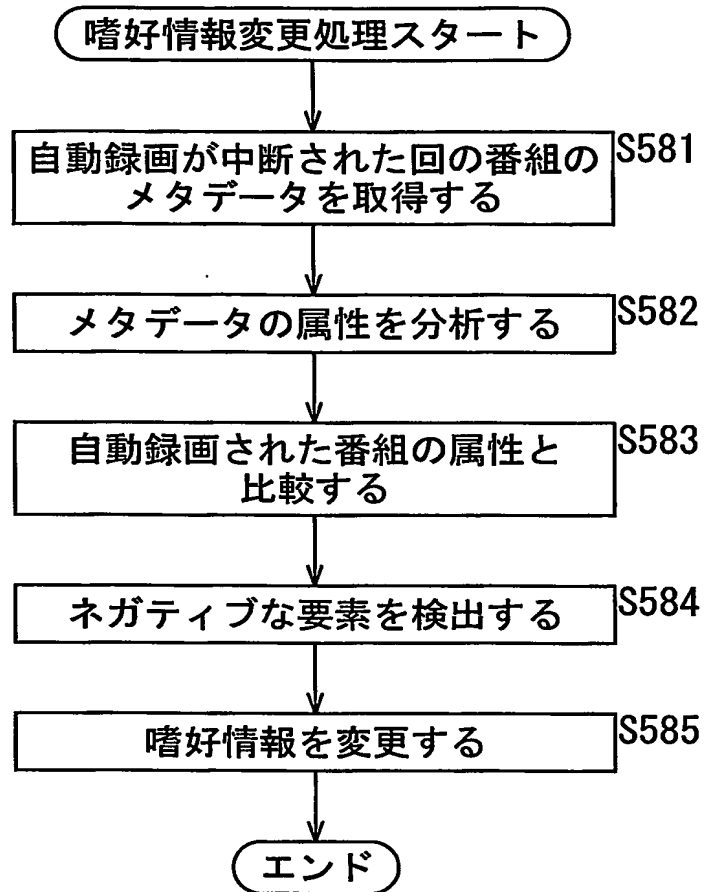 嗜好情報変更処理スタート
自動録画が中断された回の番組の
メタデータを取得する
S581
メタデータの属性を分析する
S582
自動録画された番組の属性と
比較する
S583
ネガティブな要素を検出する
S584
嗜好情報を変更する
S585
エンド